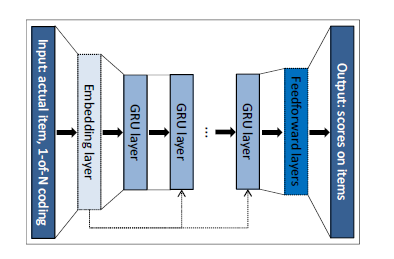 Input: actual item, 1-of-N coding
Embedding layer
GRU layer
GRU layer
...
GRU layer
Feedforward layers
Output: scores on items